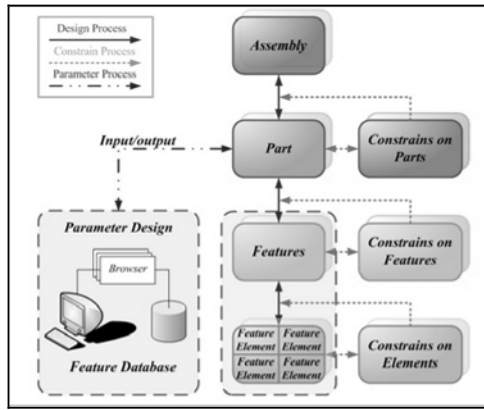 Design Process
Constrain Process
Parameter Process
Assembly
Input/output
Part
Constrains on
Parts
Parameter Design
Browser
Feature Database
Features
Constrains on
Features
Feature Feature
Element Element
Feature Feature
Element Element
Constrains on
Elements